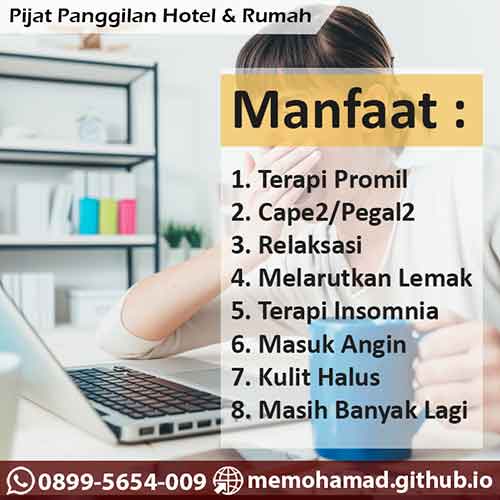 Pijat Panggilan Hotel & Rumah
Manfaat :
1. Terapi Promil
2. Cape2/Pegal2
3. Relaksasi
4. Melarutkan Lemak
5. Terapi Insomnia
6. Masuk Angin
7. Kulit Halus
8. Masih Banyak Lagi
0899-5654-009 memohamad.github.io